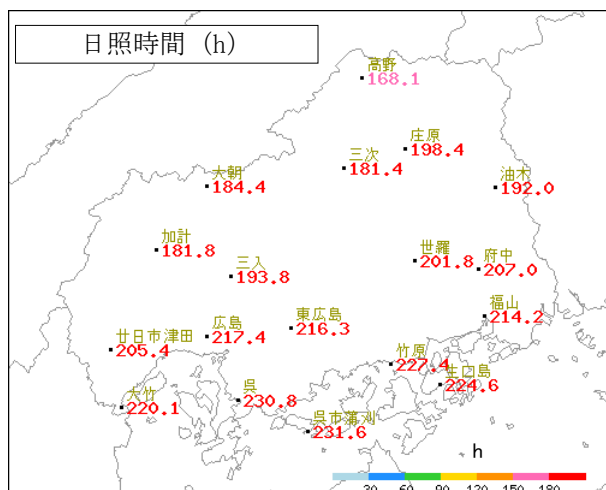 日照時間 (h)
高野
168.1
庄原
198.4
三次
181.4
大朝
184.4
油木
192.0
加計
181.8
三入
193.8
世羅
201.8
府中
207.0
福山
214.2
東広島
216.3
広島
217.4
廿日市津田
205.4
竹原
227.4
生口島
224.6
大竹
220.1
呉
230.8
呉市蒲刈
231.6
h
30 60 90 120 150 180